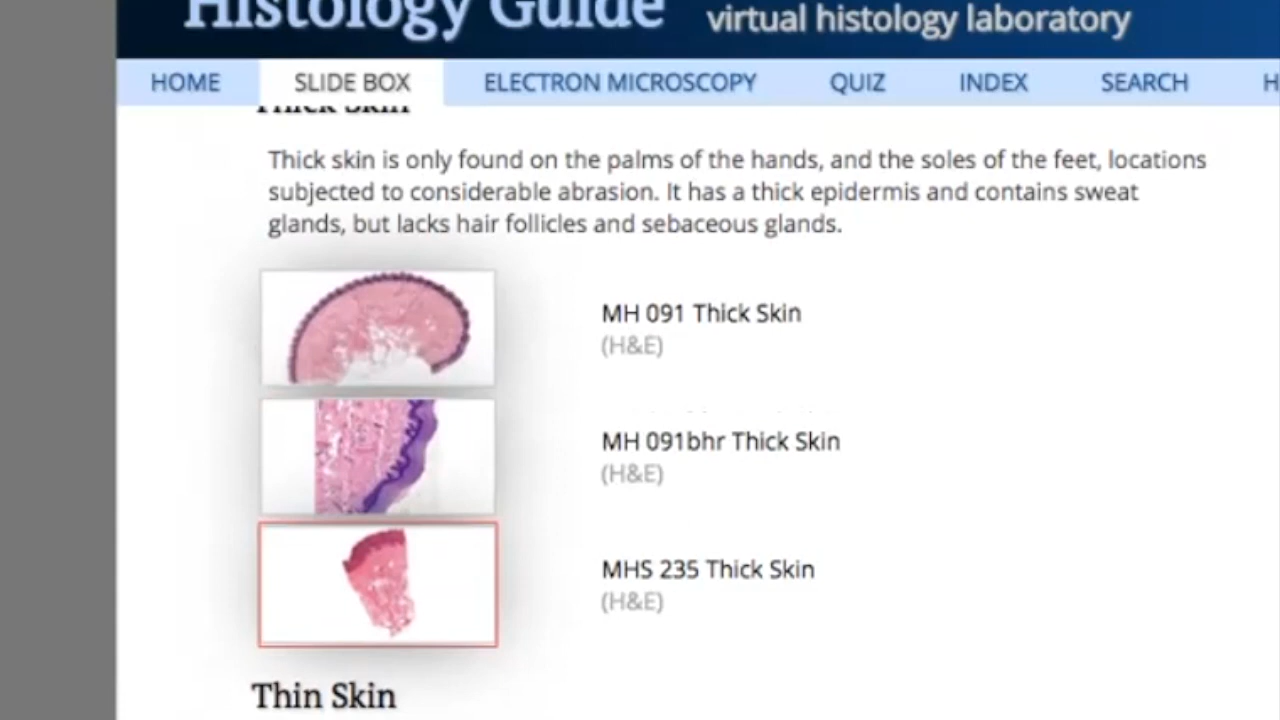 Histology Guide
virtual histology laboratory
HOME SLIDE BOX ELECTRON MICROSCOPY QUIZ INDEX SEARCH H
Thick Skin
Thick skin is only found on the palms of the hands, and the soles of the feet, locations
subjected to considerable abrasion. It has a thick epidermis and contains sweat
glands, but lacks hair follicles and sebaceous glands.
MH 091 Thick Skin
(H&E)
MH 091bhr Thick Skin
(H&E)
MHS 235 Thick Skin
(H&E)
Thin Skin